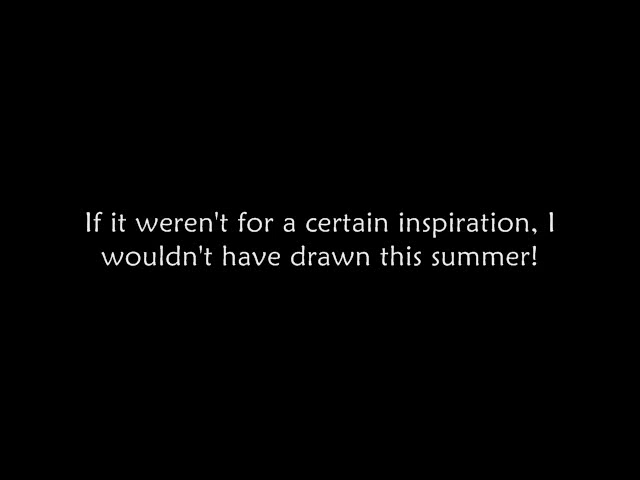 If it weren't for a certain inspiration, I
wouldn't have drawn this summer!